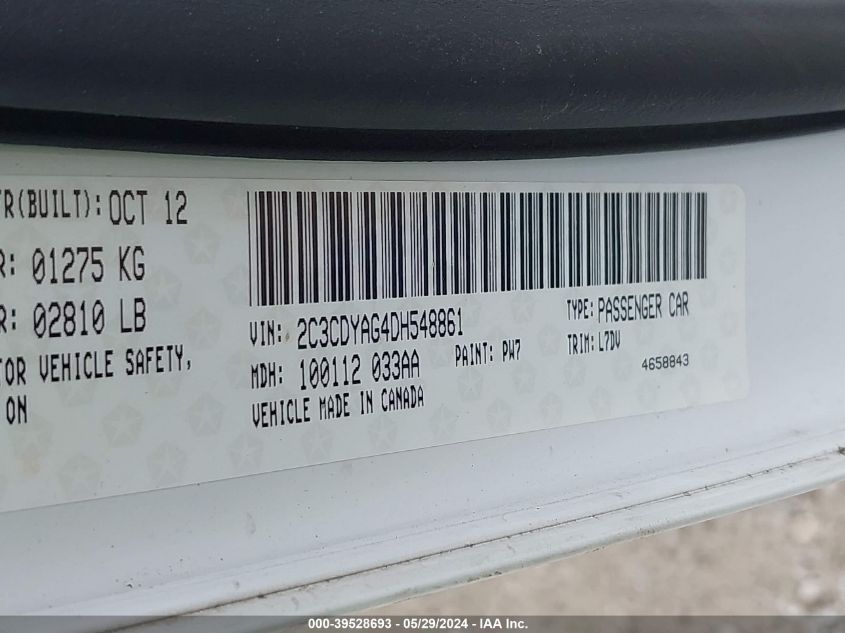 TR(BUILT): OCT 12
R: 01275 KG
R: 02810 LB
TOR VEHICLE SAFETY,
ON
VIN: 2C3CDYAG4DH548861
TYPE: PASSENGER CAR
MDH: 100112 033AA
PAINT: PW7
TRIM: L7DV
VEHICLE MADE IN CANADA
4658843
000-39528693 - 05/29/2024 - IAA Inc.